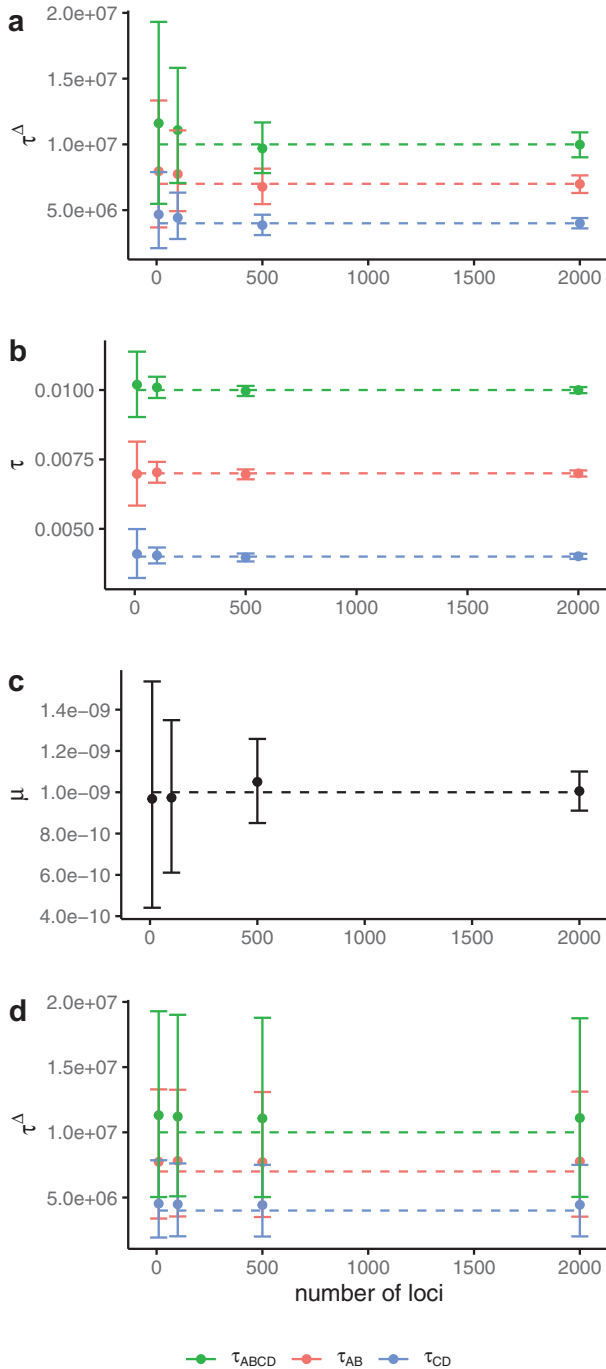 a
τΔ
2.0e+07
1.5e+07
1.0e+07
5.0e+06
0 500 1000 1500 2000
b
τ
0.0100
0.0075
0.0050
0 500 1000 1500 2000
c
μ
1.4e−09
1.2e−09
1.0e−09
8.0e−10
6.0e−10
4.0e−10
0 500 1000 1500 2000
d
τΔ
2.0e+07
1.5e+07
1.0e+07
5.0e+06
0 500 1000 1500 2000
number of loci
τABCD τAB τCD